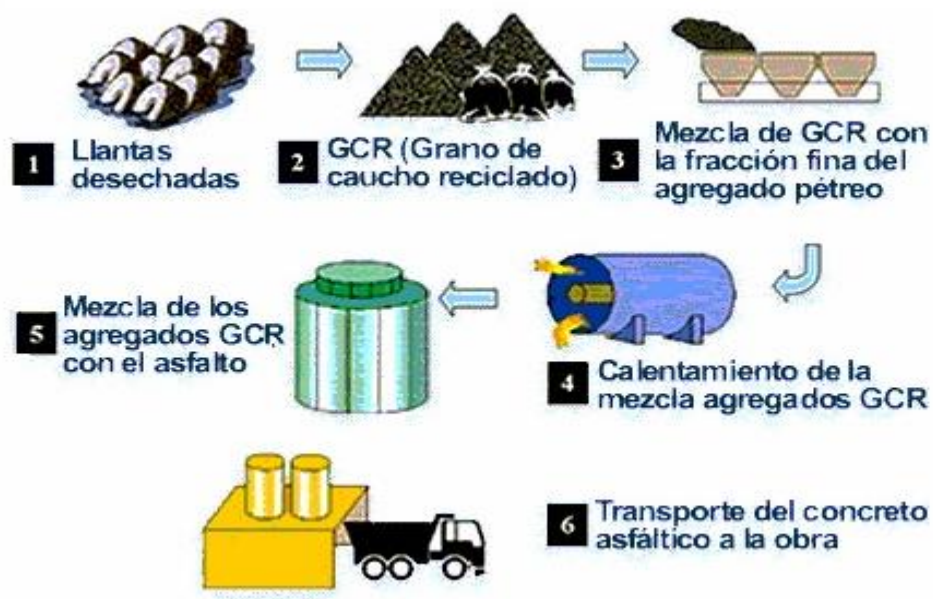 1 Llantas
desechadas
2 GCR (Grano de
caucho reciclado)
3 Mezcla de GCR con
la fracción fina del
agregado pétreo
4 Calentamiento de la
mezcla agregados GCR
5 Mezcla de los
agregados GCR
con el asfalto
6 Transporte del concreto
asfáltico a la obra